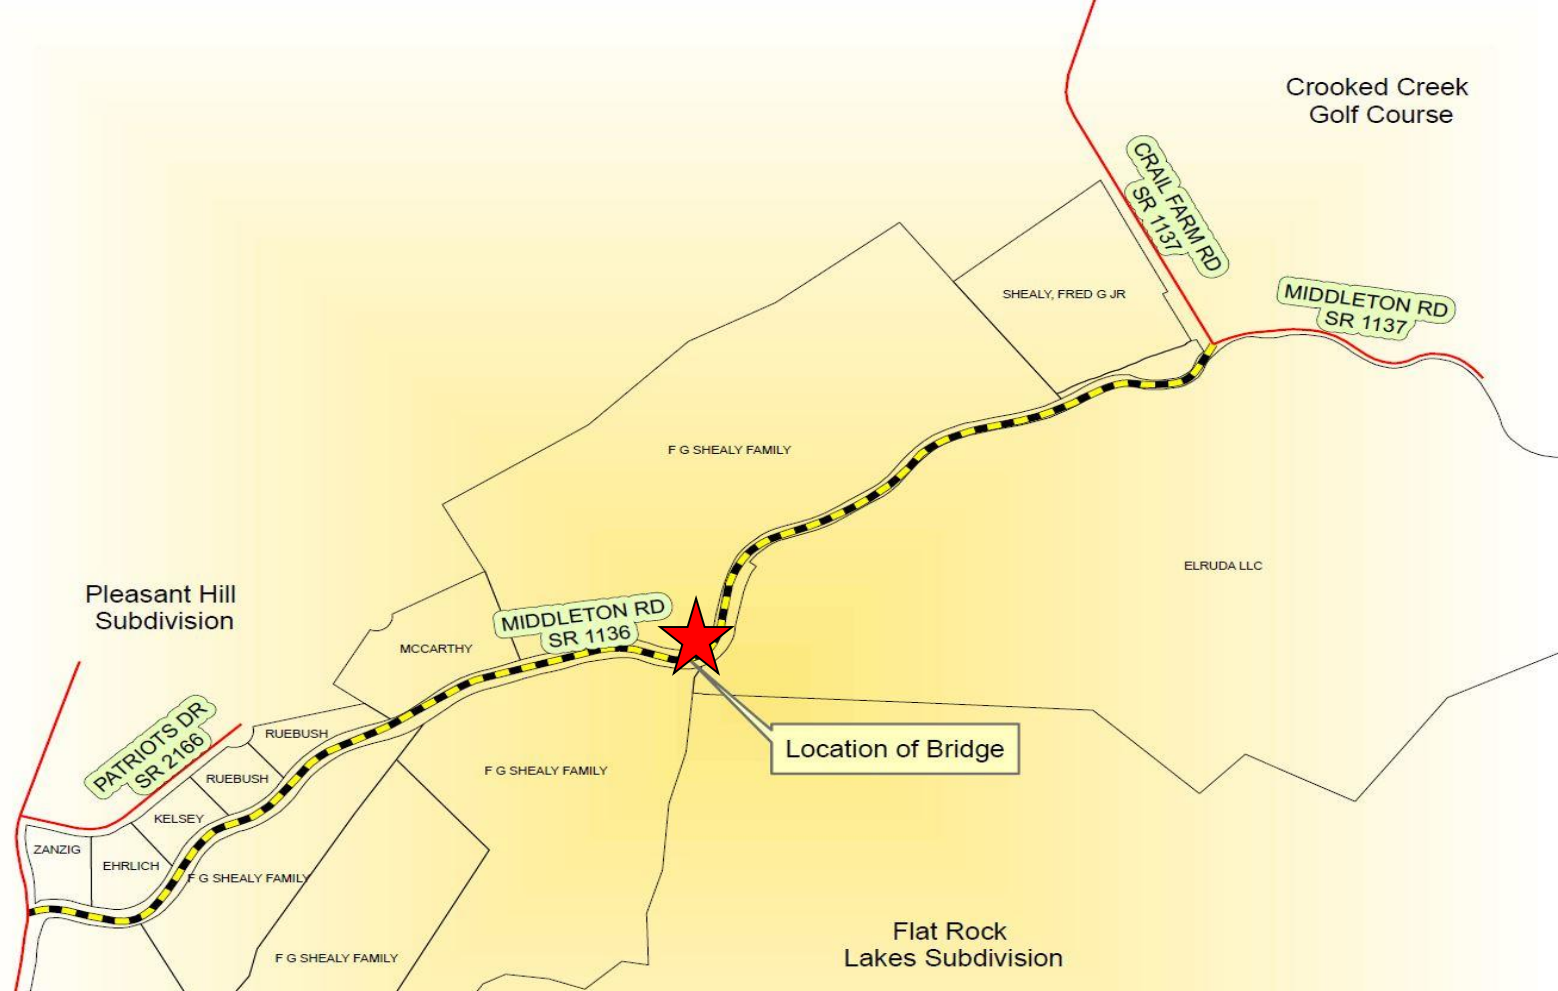 Crooked Creek
Golf Course
CRAIL FARM RD
SR 1137
SHEALY, FRED G JR
MIDDLETON RD
SR 1137
F G SHEALY FAMILY
ELRUDA LLC
Pleasant Hill
Subdivision
MIDDLETON RD
SR 1136
MCCARTHY
PATRIOTS DR
SR 2166
RUEBUSH
Location of Bridge
RUEBUSH
F G SHEALY FAMILY
KELSEY
ZANZIG
EHRLICH
F G SHEALY FAMILY
Flat Rock
Lakes Subdivision
F G SHEALY FAMILY